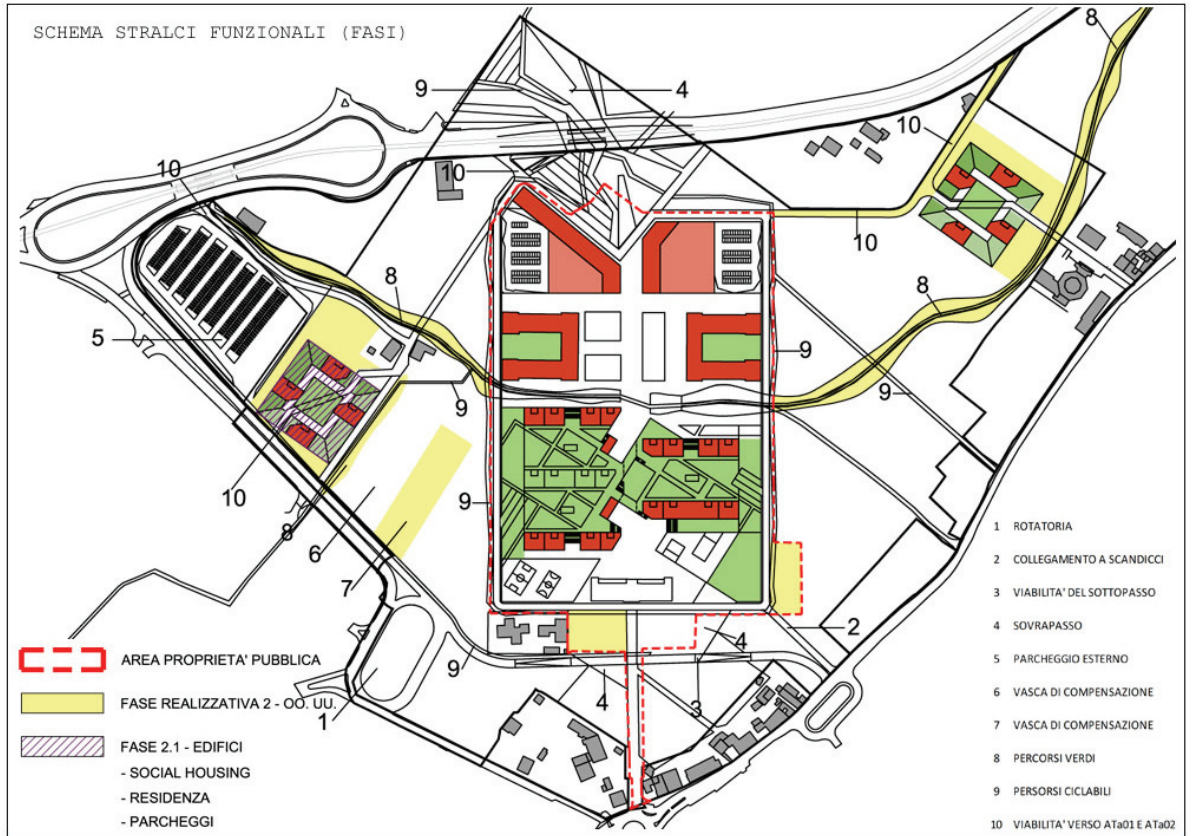 SCHEMA STRALCI FUNZIONALI (FASI)
8
9
4
10
10
10
10
8
8
5
9
9
9
10
8
9
6
7
4
2
9
1
4
3
AREA PROPRIETA' PUBBLICA
FASE REALIZZATIVA 2 - OO. UU.
FASE 2.1 - EDIFICI
- SOCIAL HOUSING
- RESIDENZA
- PARCHEGGI
1 ROTATORIA
2 COLLEGAMENTO A SCANDICCI
3 VIABILITA' DEL SOTTOPASSO
4 SOVRAPASSO
5 PARCHEGGIO ESTERNO
6 VASCA DI COMPENSAZIONE
7 VASCA DI COMPENSAZIONE
8 PERCORSI VERDI
9 PERSORSI CICLABILI
10 VIABILITA' VERSO ATa01 E ATa02